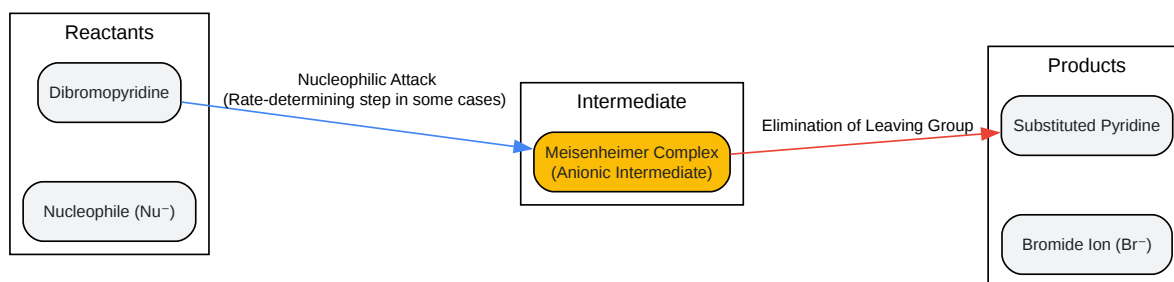 Reactants
Dibromopyridine
Nucleophile (Nu⁻)
Nucleophilic Attack
(Rate-determining step in some cases)
Intermediate
Meisenheimer Complex
(Anionic Intermediate)
Elimination of Leaving Group
Products
Substituted Pyridine
Bromide Ion (Br⁻)